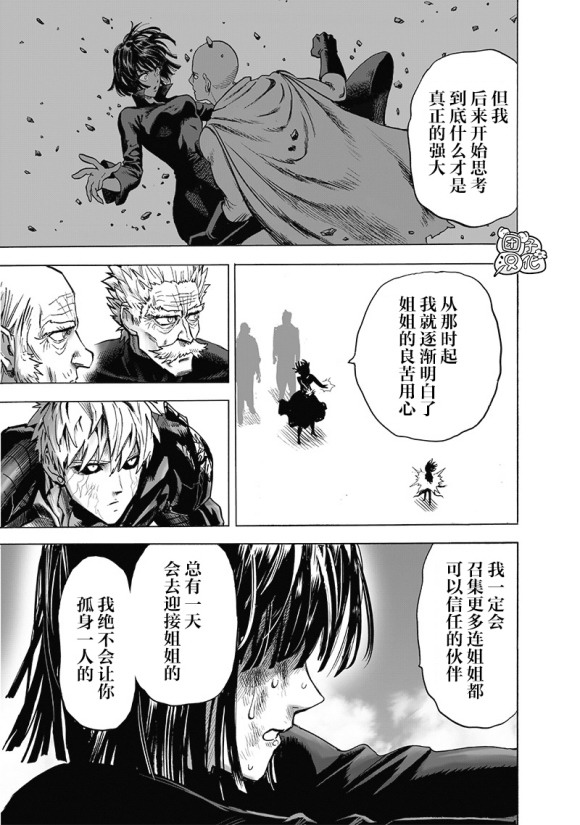 但我
后来开始思考
到底什么才是
真正的强大
团子
汉化
从那时起
我就逐渐明白了
姐姐的良苦用心
我一定会
召集更多连姐姐都
可以信任的伙伴
总有一天
会去迎接姐姐的
我绝不会让你
孤身一人的